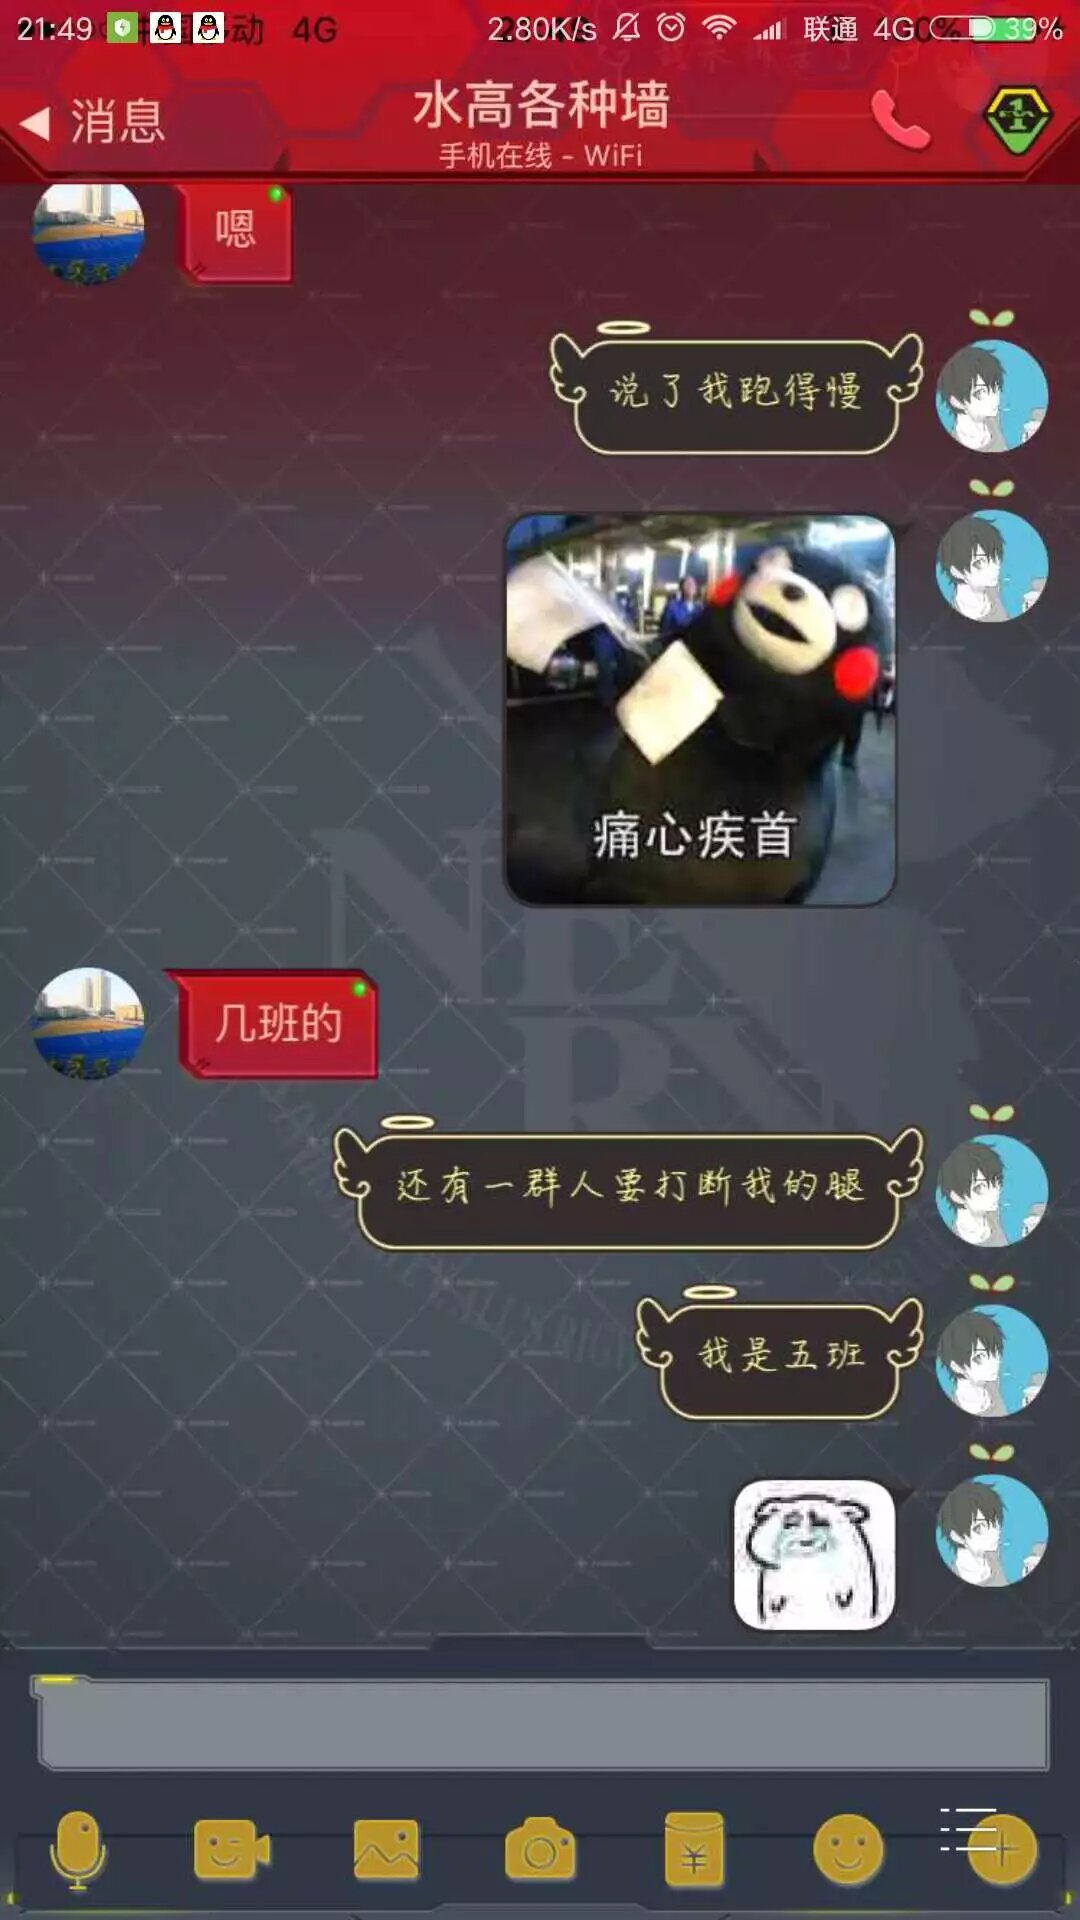 21:49 动 4G 2.80K/s 联通 4G 39%
消息
水高各种墙
手机在线 - WiFi
嗯
说了我跑得慢
痛心疾首
几班的
还有一群人要打断我的腿
我是五班
NERV